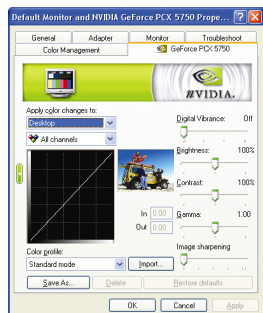 Default Monitor and NVIDIA GeForce PCX 5750 Prope...
General Adapter Monitor Troubleshoot
Color Management GeForce PCX 5750
nVIDIA.
Apply color changes to:
Desktop
All channels
Digital Vibrance: Off
Brightness: 100%
Contrast: 100%
In 0.00 Gamma: 1.00
Out 0.00
Image sharpening
Color profile:
Standard mode Import...
Save As... Delete Restore defaults
OK Cancel Apply